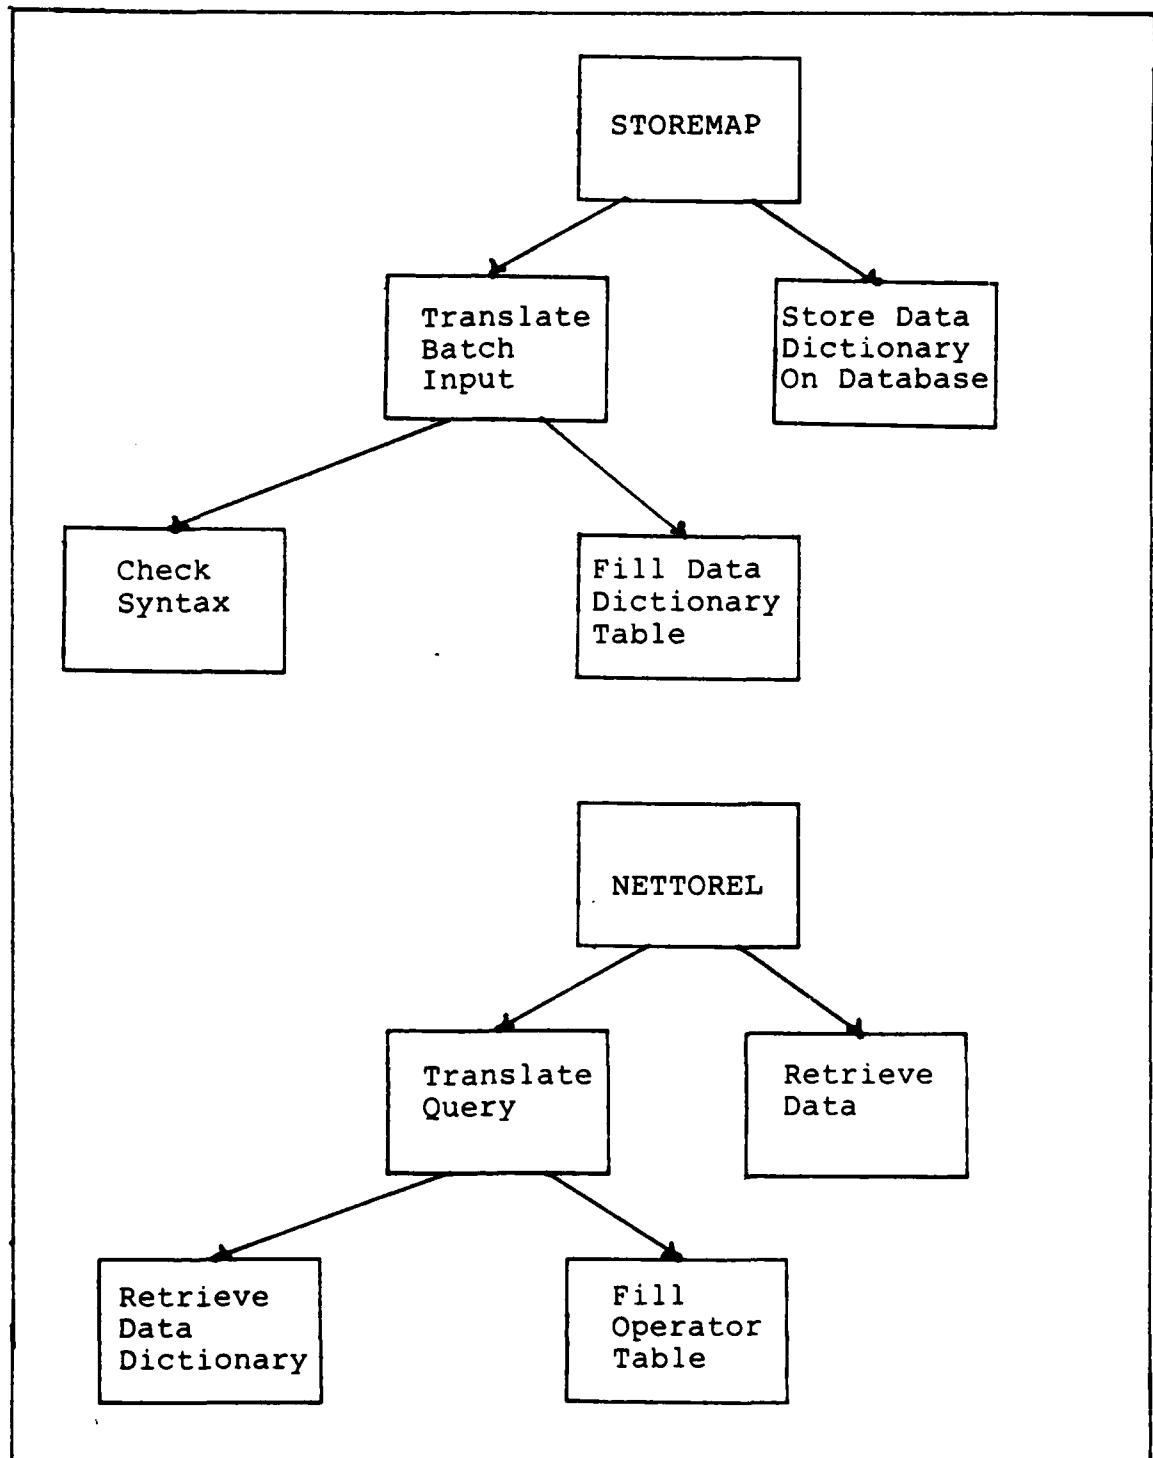 STOREMAP
Translate
Batch
Input
Store Data
Dictionary
On Database
Check
Syntax
Fill Data
Dictionary
Table
NETTOREL
Translate
Query
Retrieve
Data
Retrieve
Data
Dictionary
Fill
Operator
Table